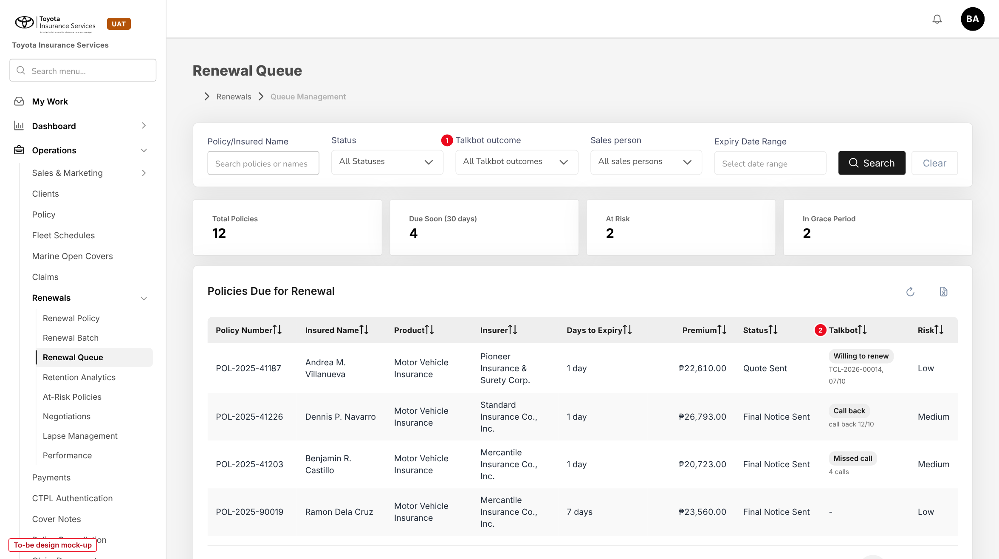 Toyota
Insurance Services
UAT
Toyota Insurance Services
Search menu...
My Work
Dashboard
Operations
Sales & Marketing
Clients
Policy
Fleet Schedules
Marine Open Covers
Claims
Renewals
Renewal Policy
Renewal Batch
Renewal Queue
Retention Analytics
At-Risk Policies
Negotiations
Lapse Management
Performance
Payments
CTPL Authentication
Cover Notes
To-be design mock-up
BA
Renewal Queue
Renewals
Queue Management
Policy/Insured Name
Search policies or names
Status
All Statuses
1
Talkbot outcome
All Talkbot outcomes
Sales person
All sales persons
Expiry Date Range
Select date range
Search
Clear
Total Policies
12
Due Soon (30 days)
4
At Risk
2
In Grace Period
2
Policies Due for Renewal
Policy Number Insured Name Product Insurer Days to Expiry Premium Status 2 Talkbot Risk
POL-2025-41187
Andrea M.
Villanueva
Motor Vehicle
Insurance
Pioneer
Insurance &
Surety Corp.
1 day
₱22,610.00
Quote Sent
Willing to renew
TCL-2026-00014,
07/10
Low
POL-2025-41226
Dennis P. Navarro
Motor Vehicle
Insurance
Standard
Insurance Co.,
Inc.
1 day
₱26,793.00
Final Notice Sent
Call back
call back 12/10
Medium
POL-2025-41203
Benjamin R.
Castillo
Motor Vehicle
Insurance
Mercantile
Insurance Co.,
Inc.
1 day
₱20,723.00
Final Notice Sent
Missed call
4 calls
Medium
POL-2025-90019
Ramon Dela Cruz
Motor Vehicle
Insurance
Mercantile
Insurance Co.,
Inc.
7 days
₱23,560.00
Final Notice Sent
-
Low